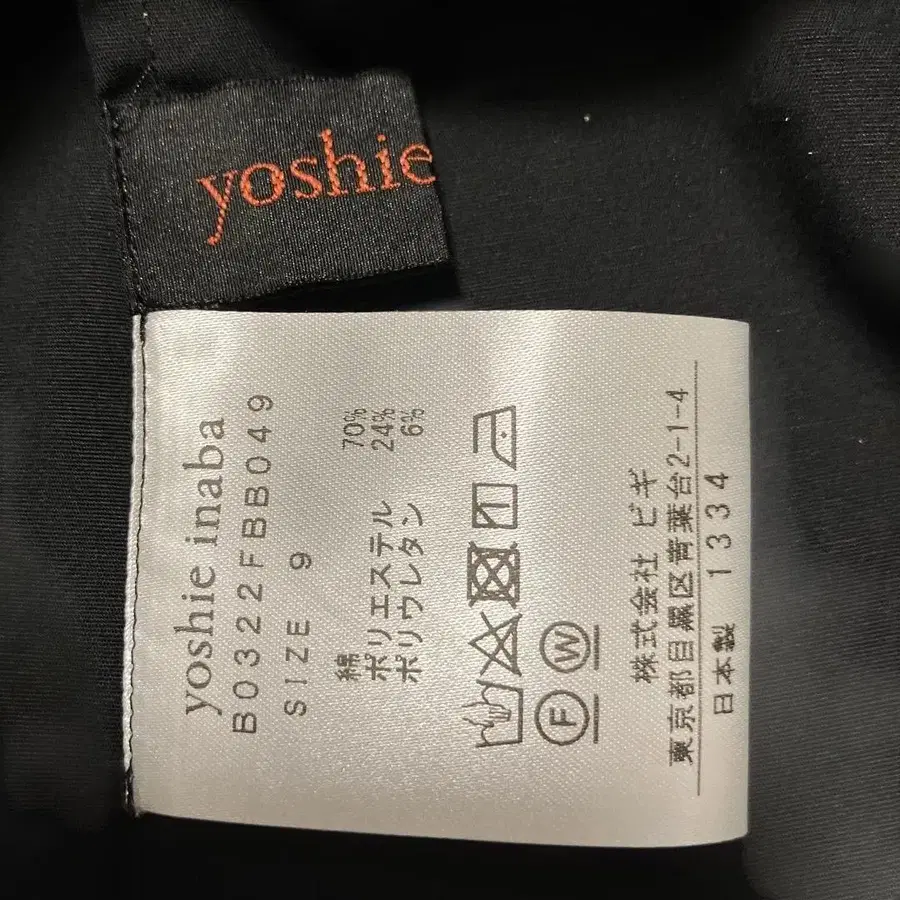 yoshie
yoshie inaba
B0322FBB049
SIZE 9
綿 70%
ポリエステル 24%
ポリウレタン 6%
F W
株式会社 ビギ
東京都目黒区青葉台2-1-4
日本製 1334